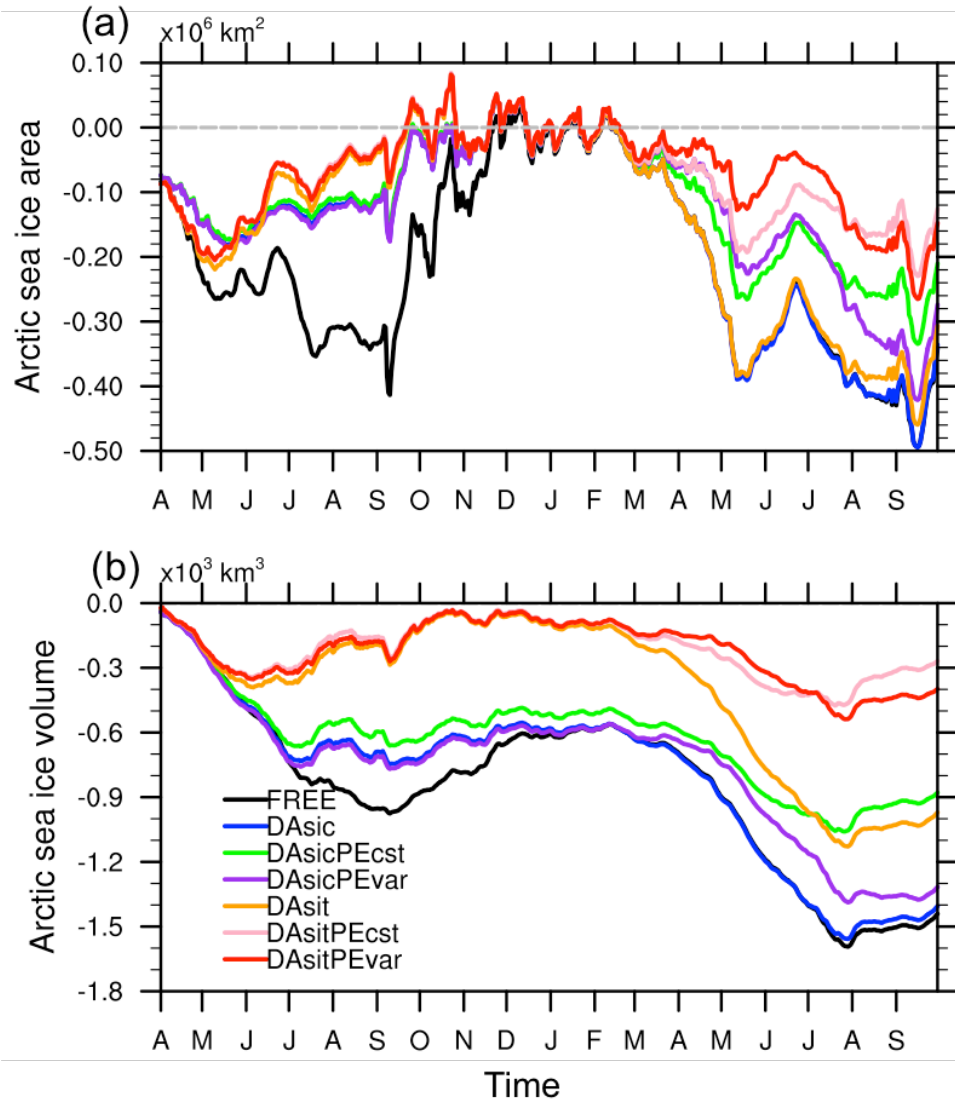 (a)
x10⁶ km²
Arctic sea ice area
0.10
0.00
-0.10
-0.20
-0.30
-0.40
-0.50
A M J J A S O N D J F M A M J J A S
(b)
x10³ km³
Arctic sea ice volume
0.0
-0.3
-0.6
-0.9
-1.2
-1.5
-1.8
FREE
DAsic
DAsicPEcst
DAsicPEvar
DAsit
DAsitPEcst
DAsitPEvar
A M J J A S O N D J F M A M J J A S
Time